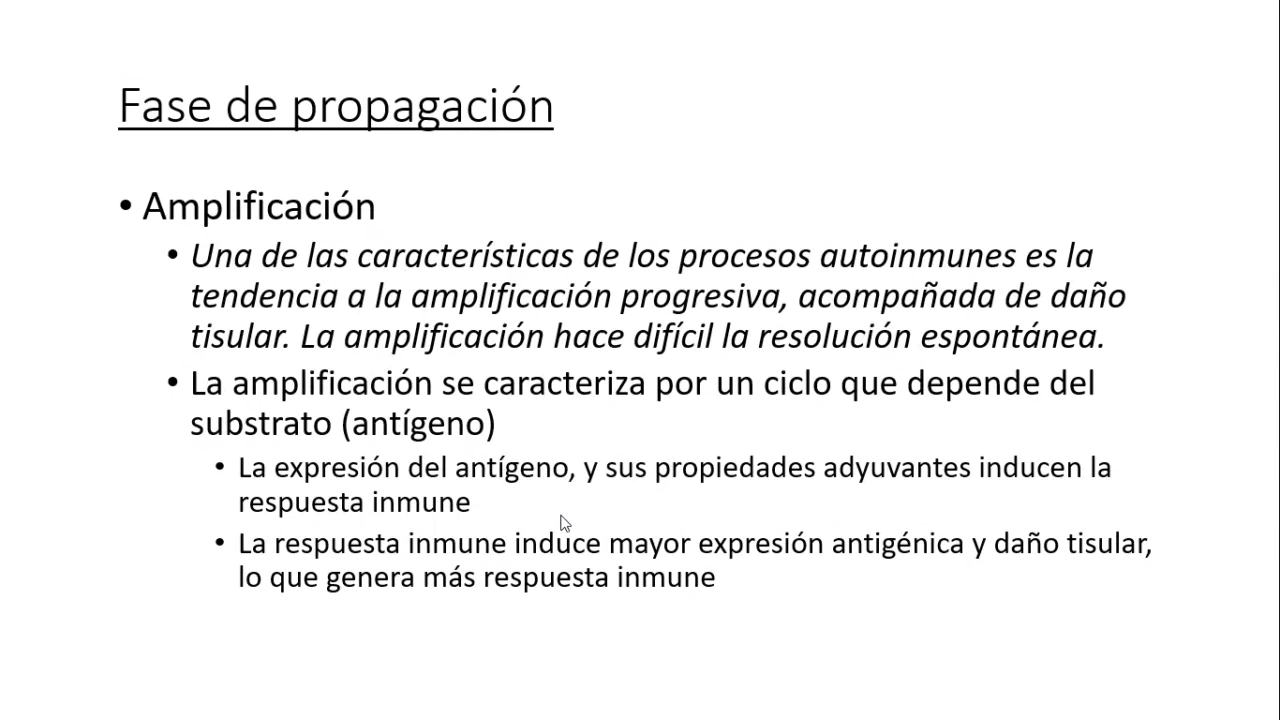 Fase de propagación
• Amplificación
• Una de las características de los procesos autoinmunes es la
tendencia a la amplificación progresiva, acompañada de daño
tisular. La amplificación hace difícil la resolución espontánea.
• La amplificación se caracteriza por un ciclo que depende del
substrato (antígeno)
• La expresión del antígeno, y sus propiedades adyuvantes inducen la
respuesta inmune
• La respuesta inmune induce mayor expresión antigénica y daño tisular,
lo que genera más respuesta inmune